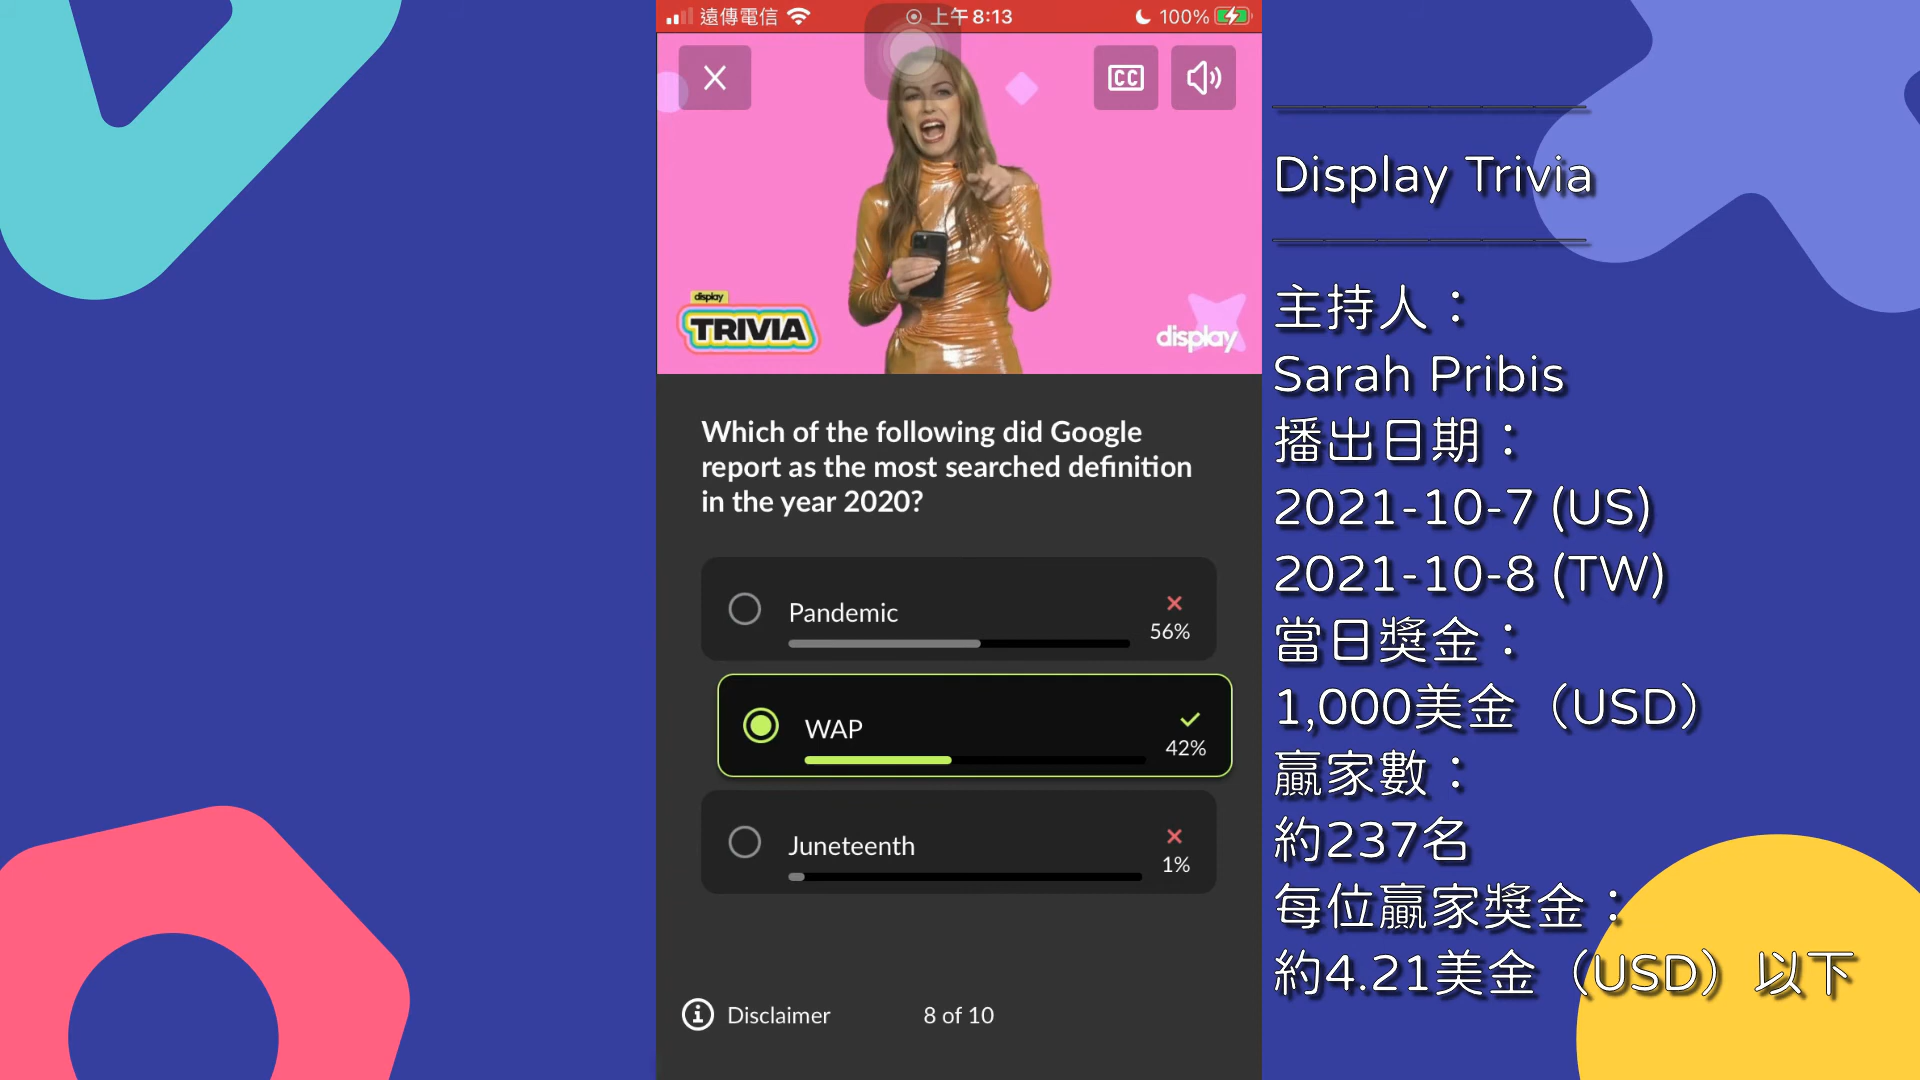 遠傳電信
上午8:13
100%
CC
display
TRIVIA
display
Which of the following did Google
report as the most searched definition
in the year 2020?
Pandemic
56%
WAP
42%
Juneteenth
1%
Disclaimer
8 of 10
Display Trivia
主持人：
Sarah Pribis
播出日期：
2021-10-7 (US)
2021-10-8 (TW)
當日獎金：
1,000美金（USD）
贏家數：
約237名
每位贏家獎金：
約4.21美金（USD）以下